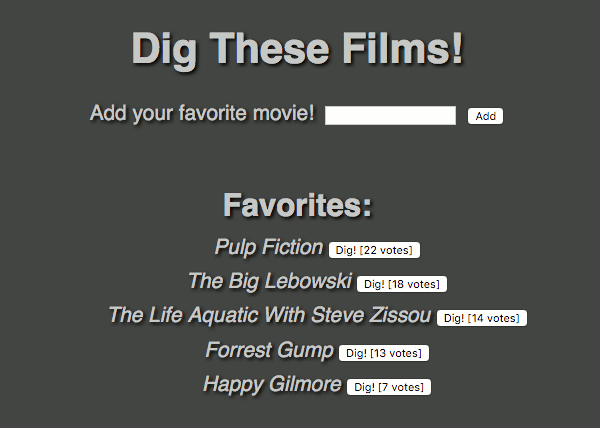 Dig These Films!
Add your favorite movie! Add
Favorites:
Pulp Fiction Dig! [22 votes]
The Big Lebowski Dig! [18 votes]
The Life Aquatic With Steve Zissou Dig! [14 votes]
Forrest Gump Dig! [13 votes]
Happy Gilmore Dig! [7 votes]